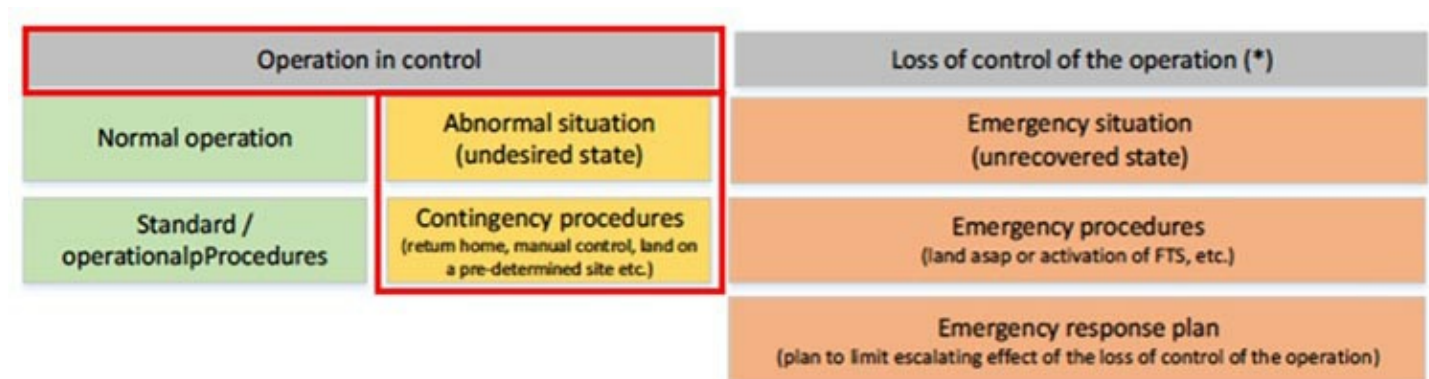 Operation in control
Loss of control of the operation (*)
Normal operation
Abnormal situation
(undesired state)
Emergency situation
(unrecovered state)
Standard /
operationalpProcedures
Contingency procedures
(return home, manual control, land on
a pre-determined site etc.)
Emergency procedures
(land asap or activation of FTS, etc.)
Emergency response plan
(plan to limit escalating effect of the loss of control of the operation)